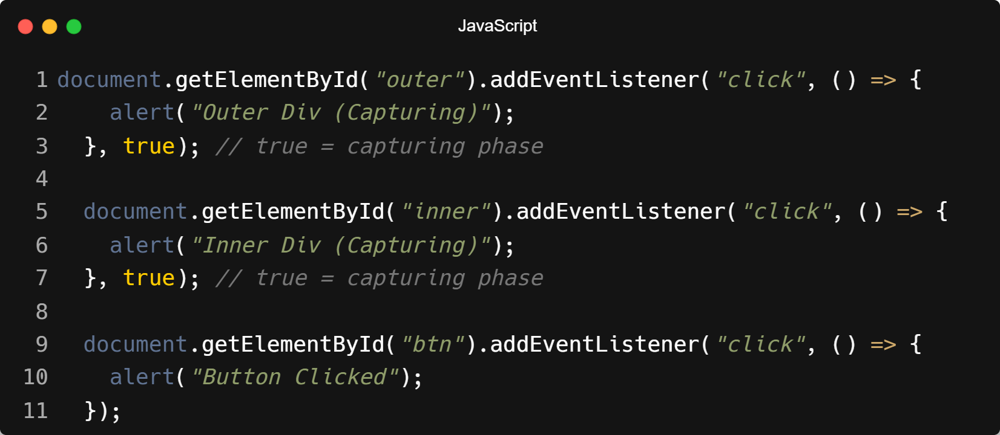 JavaScript
1 document.getElementById("outer").addEventListener("click", () => {
2     alert("Outer Div (Capturing)");
3   }, true); // true = capturing phase
4
5   document.getElementById("inner").addEventListener("click", () => {
6     alert("Inner Div (Capturing)");
7   }, true); // true = capturing phase
8
9   document.getElementById("btn").addEventListener("click", () => {
10     alert("Button Clicked");
11   });